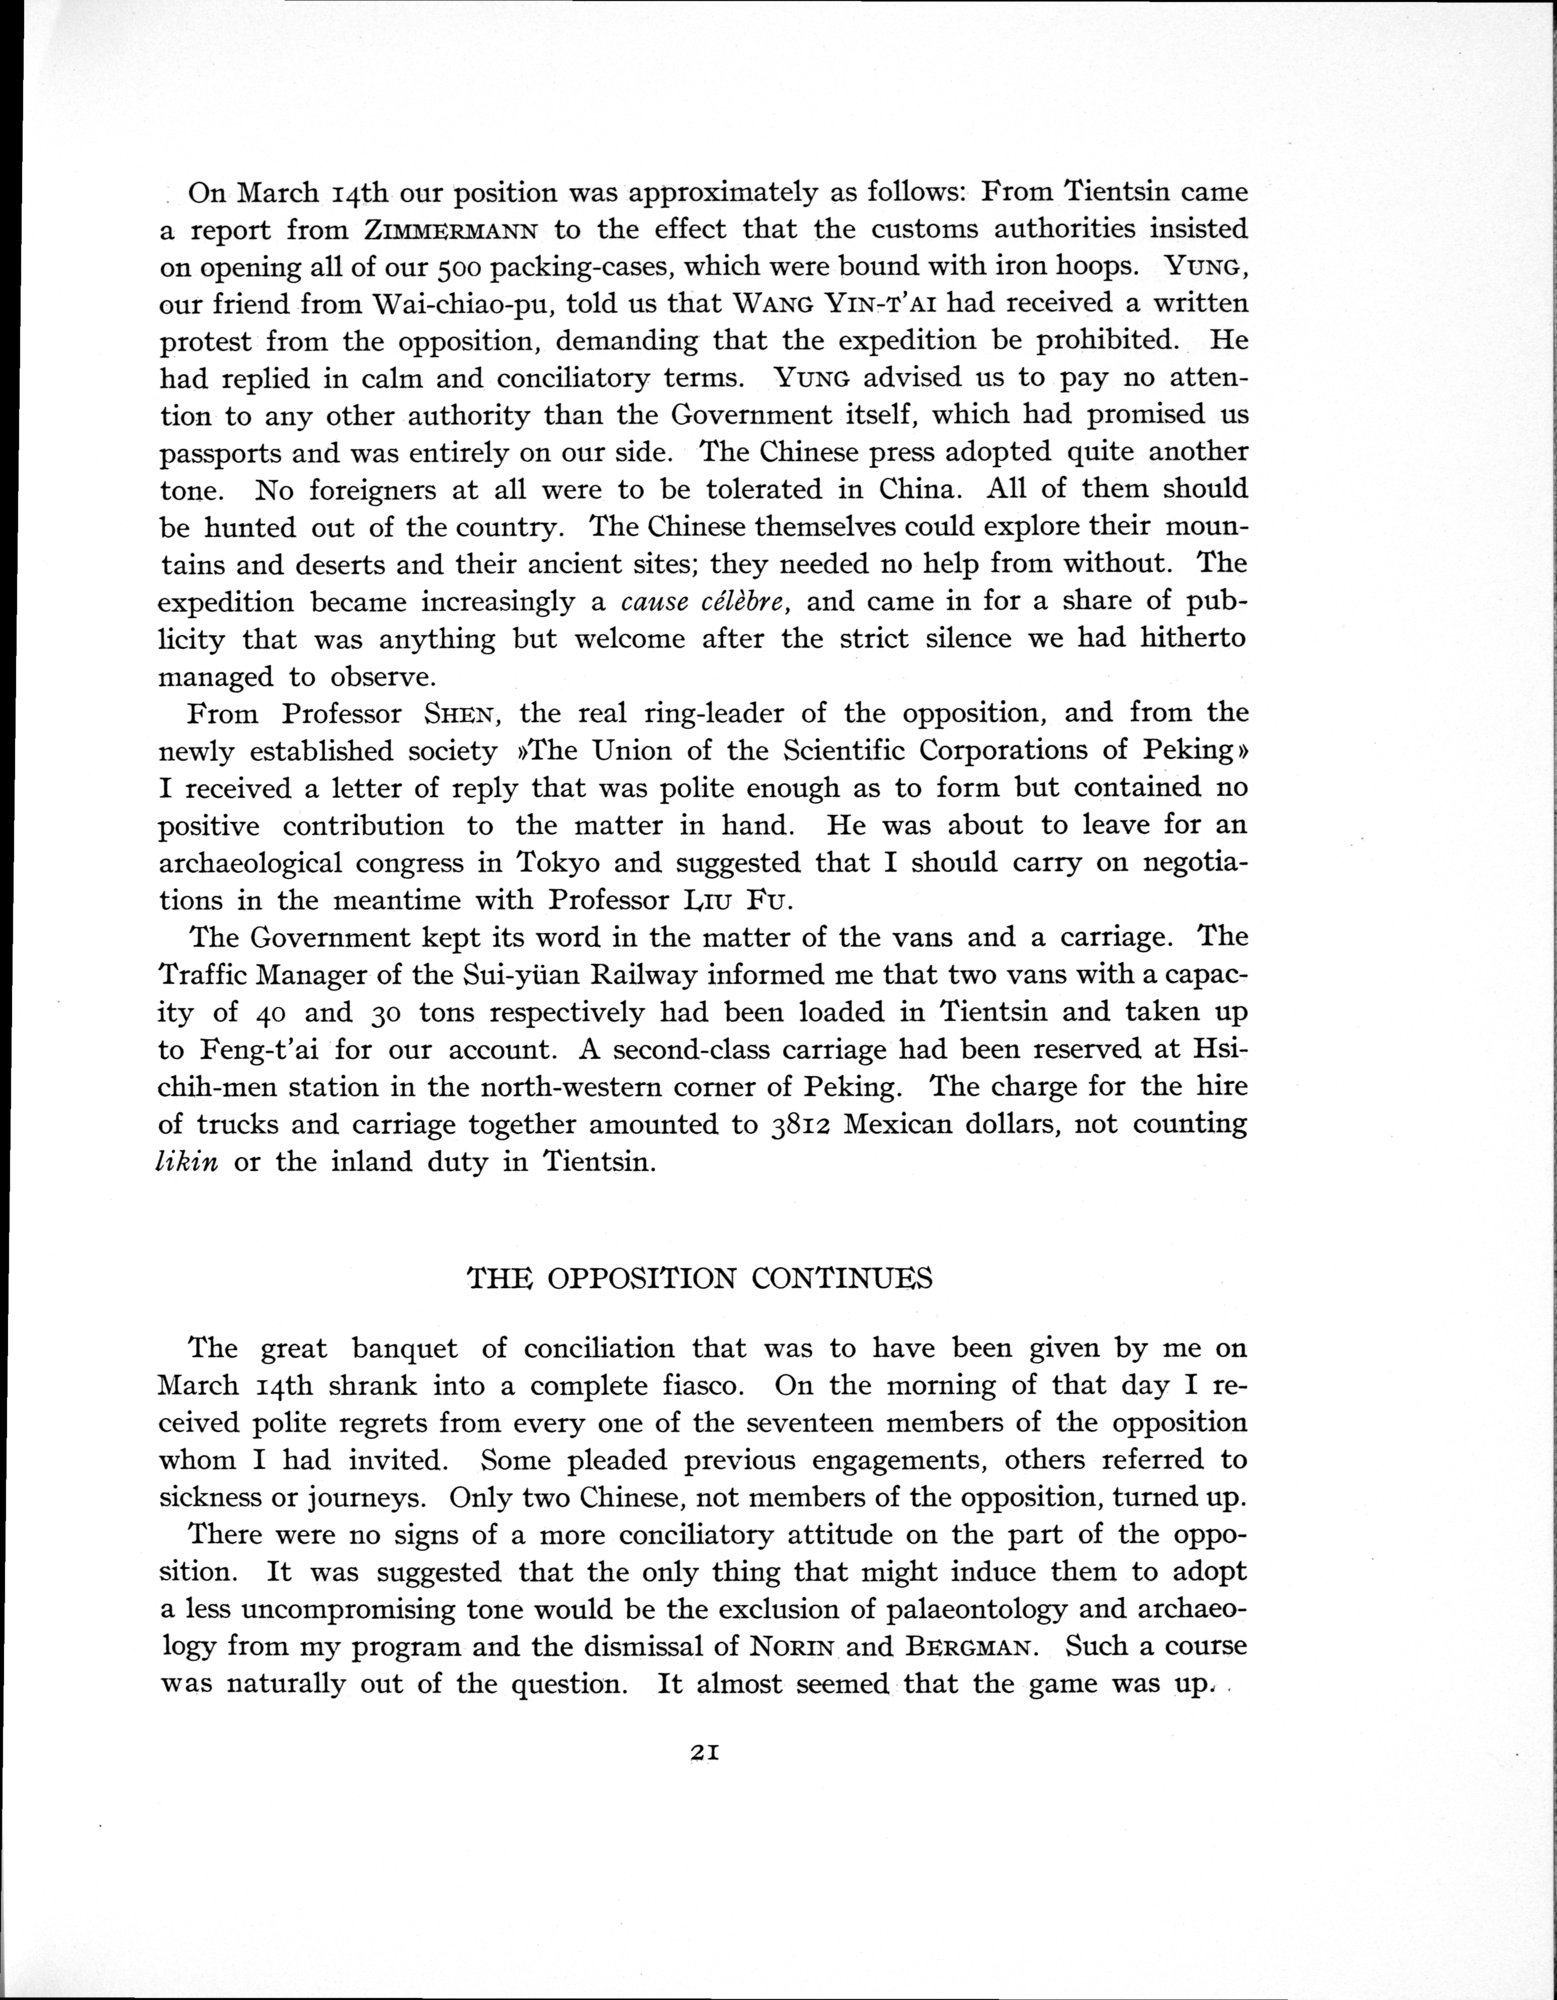 On March 14th our position was approximately as follows: From Tientsin came
a report from ZIMMERMANN to the effect that the customs authorities insisted
on opening all of our 500 packing-cases, which were bound with iron hoops. YUNG,
our friend from Wai-chiao-pu, told us that WANG YIN-T'AI had received a written
protest from the opposition, demanding that the expedition be prohibited. He
had replied in calm and conciliatory terms. YUNG advised us to pay no atten-
tion to any other authority than the Government itself, which had promised us
passports and was entirely on our side. The Chinese press adopted quite another
tone. No foreigners at all were to be tolerated in China. All of them should
be hunted out of the country. The Chinese themselves could explore their moun-
tains and deserts and their ancient sites; they needed no help from without. The
expedition became increasingly a cause célèbre, and came in for a share of pub-
licity that was anything but welcome after the strict silence we had hitherto
managed to observe.
From Professor SHEN, the real ring-leader of the opposition, and from the
newly established society »The Union of the Scientific Corporations of Peking»
I received a letter of reply that was polite enough as to form but contained no
positive contribution to the matter in hand. He was about to leave for an
archaeological congress in Tokyo and suggested that I should carry on negotia-
tions in the meantime with Professor LIU FU.
The Government kept its word in the matter of the vans and a carriage. The
Traffic Manager of the Sui-yüan Railway informed me that two vans with a capac-
ity of 40 and 30 tons respectively had been loaded in Tientsin and taken up
to Feng-t'ai for our account. A second-class carriage had been reserved at Hsi-
chih-men station in the north-western corner of Peking. The charge for the hire
of trucks and carriage together amounted to 3812 Mexican dollars, not counting
likin or the inland duty in Tientsin.
THE OPPOSITION CONTINUES
The great banquet of conciliation that was to have been given by me on
March 14th shrank into a complete fiasco. On the morning of that day I re-
ceived polite regrets from every one of the seventeen members of the opposition
whom I had invited. Some pleaded previous engagements, others referred to
sickness or journeys. Only two Chinese, not members of the opposition, turned up.
There were no signs of a more conciliatory attitude on the part of the oppo-
sition. It was suggested that the only thing that might induce them to adopt
a less uncompromising tone would be the exclusion of palaeontology and archaeo-
logy from my program and the dismissal of NORIN and BERGMAN. Such a course
was naturally out of the question. It almost seemed that the game was up.
21